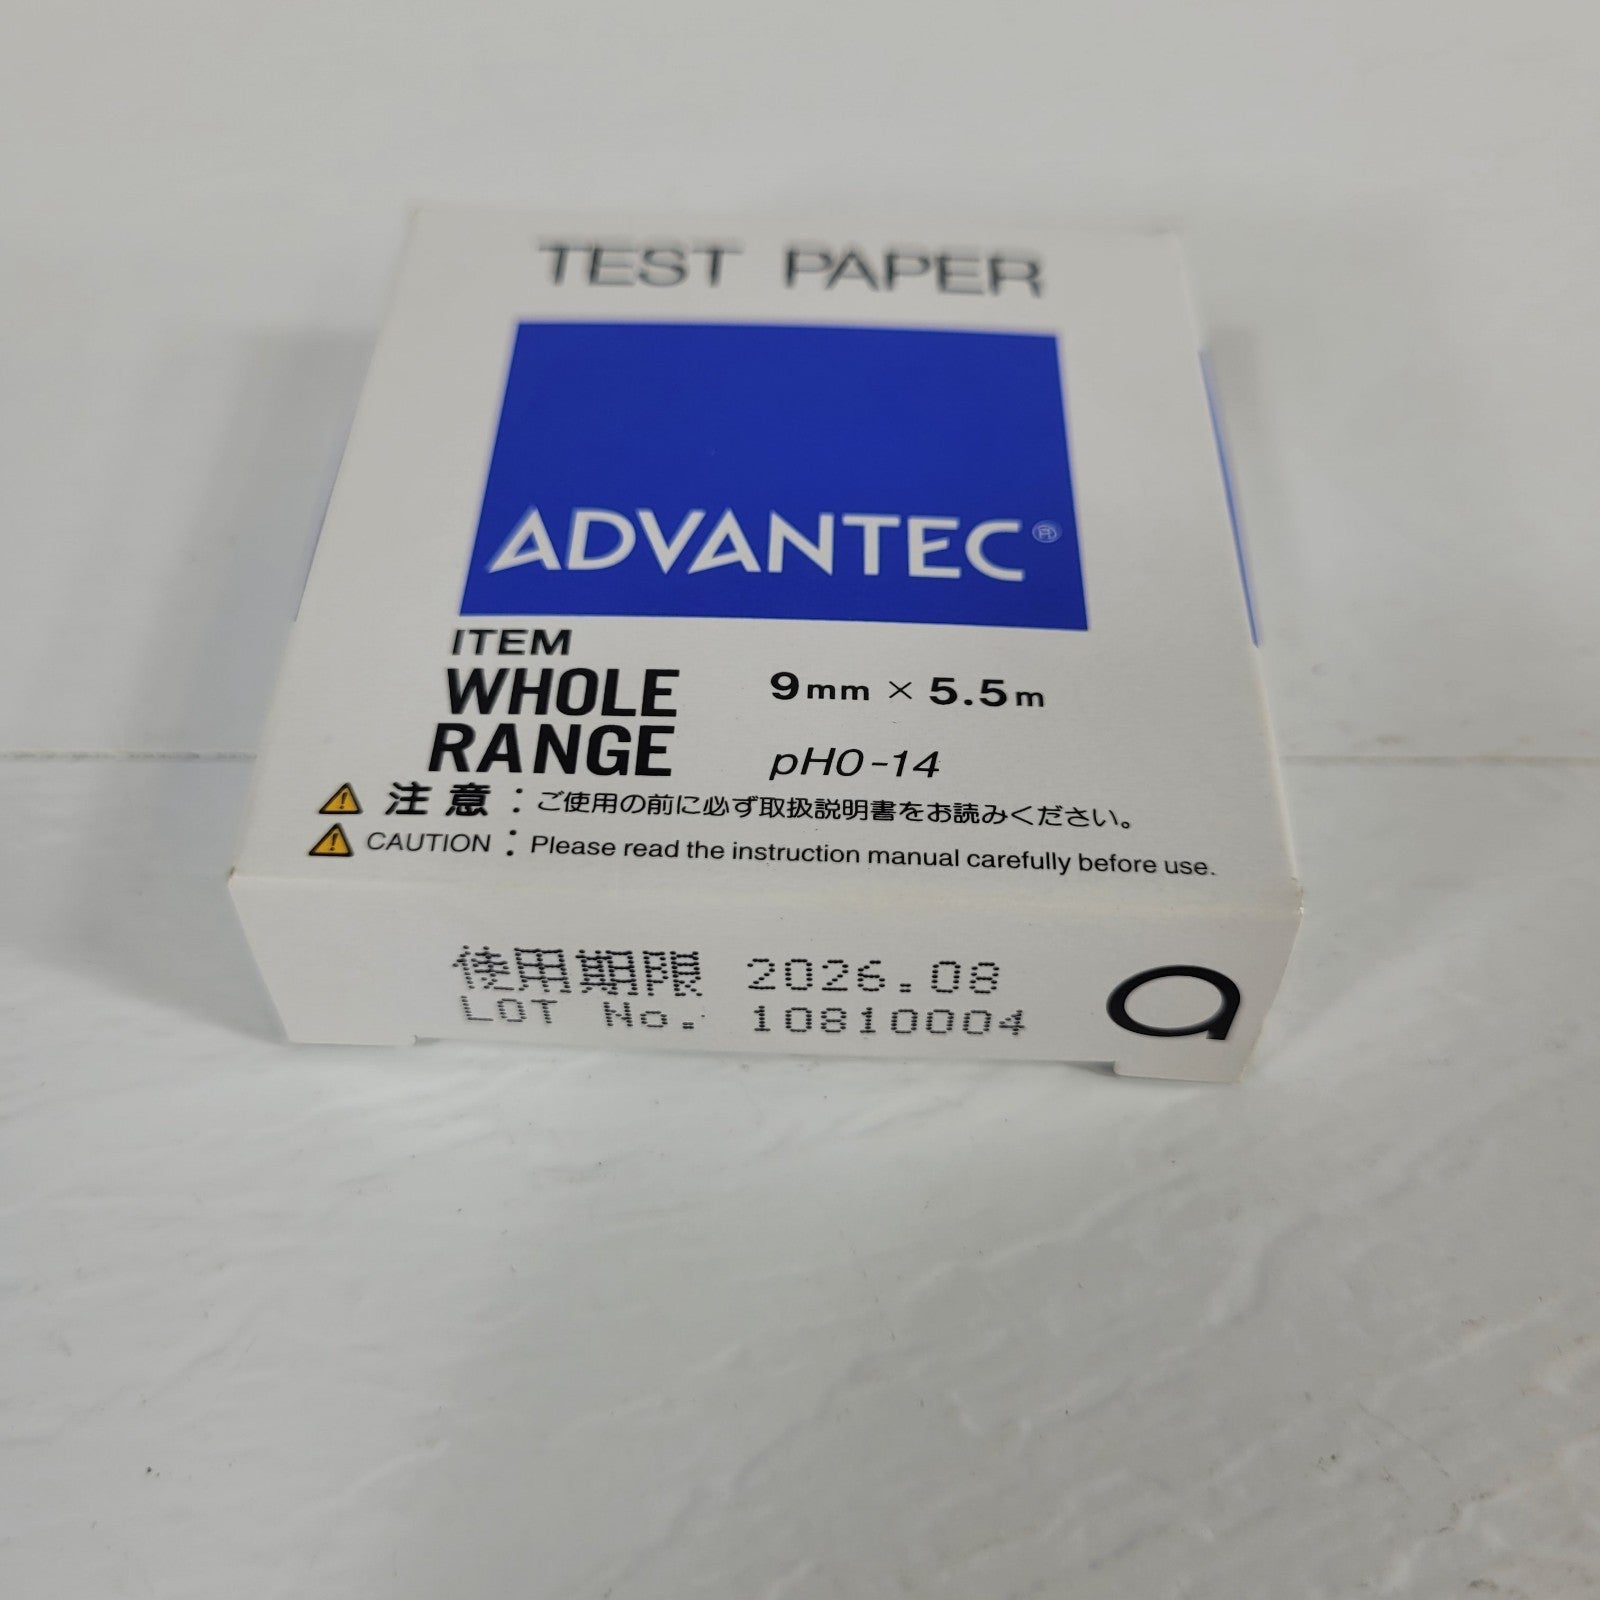 TEST PAPER
ADVANTEC®
ITEM
WHOLE RANGE
9mm × 5.5m
pH0-14
注意：ご使用の前に必ず取扱説明書をお読みください。
CAUTION : Please read the instruction manual carefully before use.
使用期限 2026.08
LOT No. 10810004
a